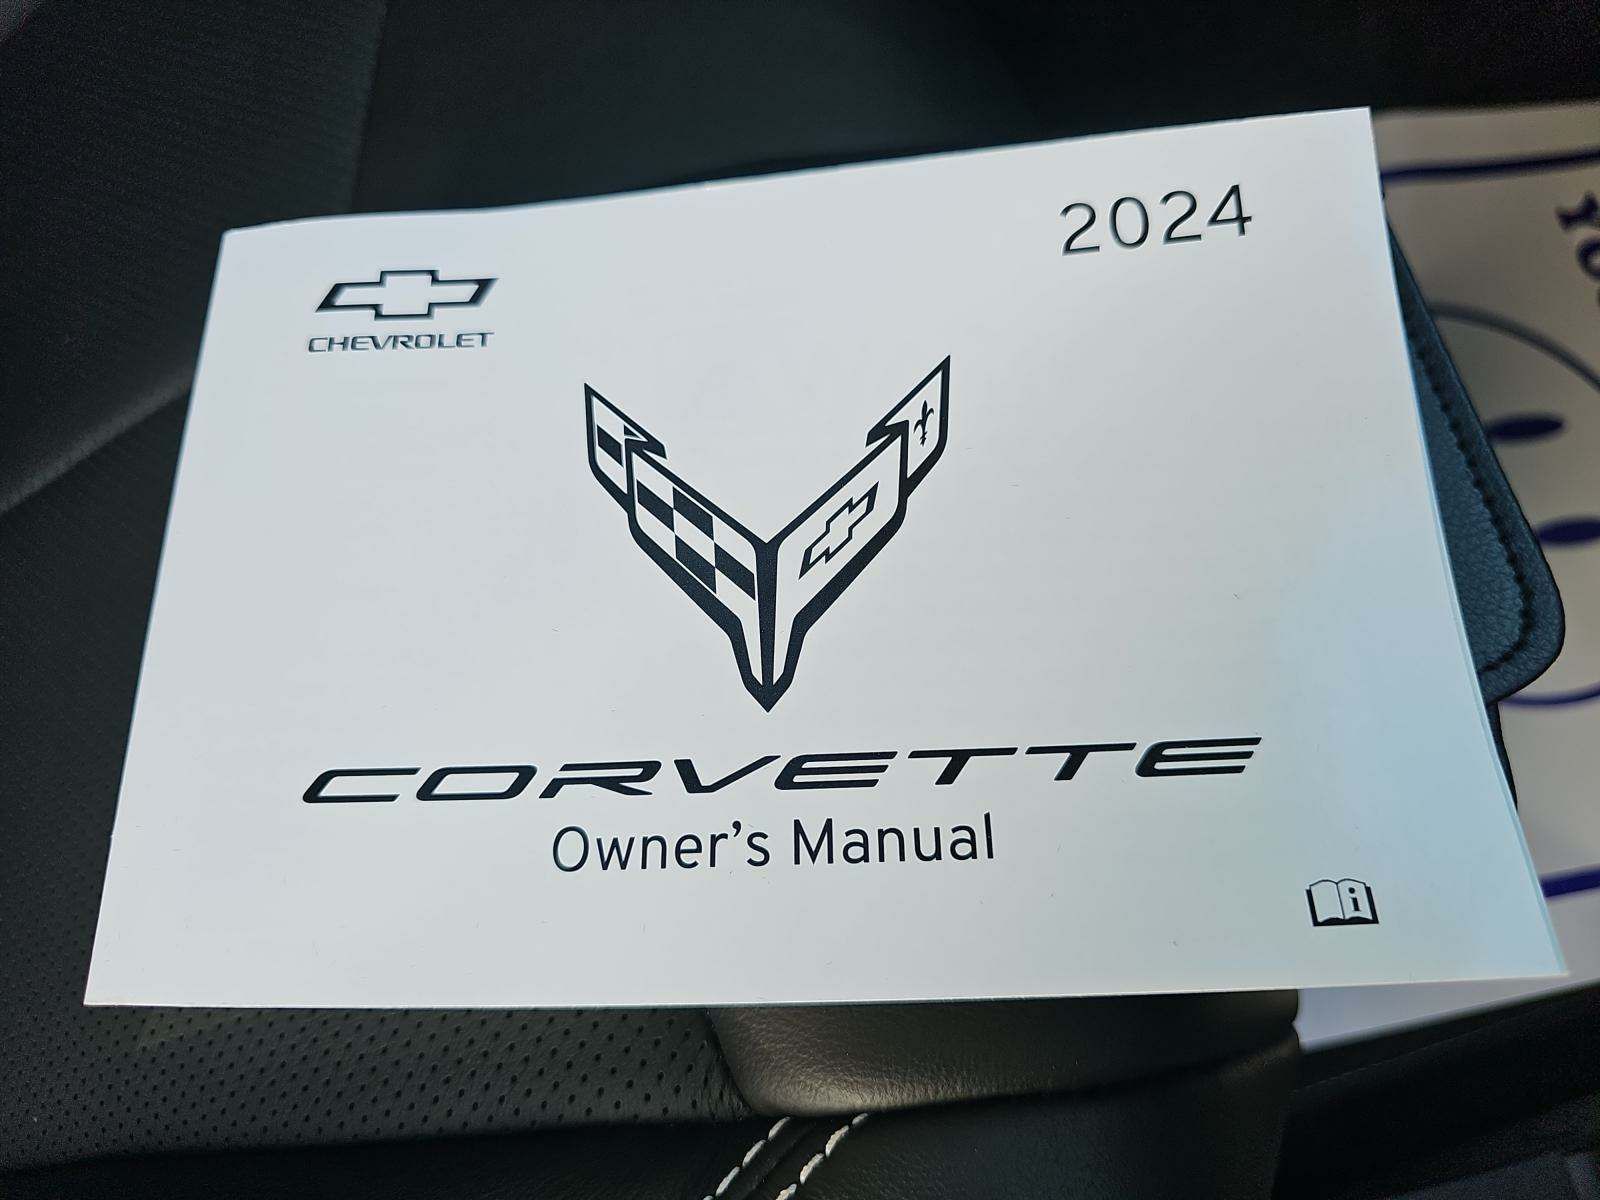 2024
CHEVROLET
CORVETTE
Owner's Manual
i